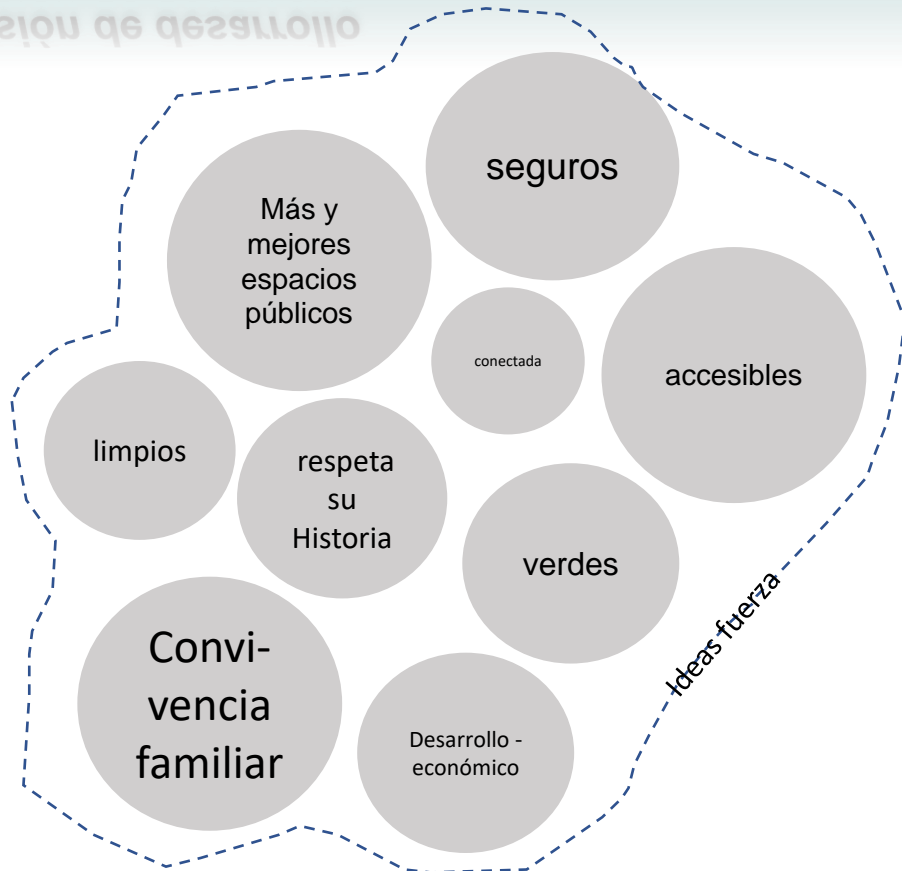 sión de desarrollo
seguros
Más y
mejores
espacios
públicos
conectada
accesibles
limpios
respeta
su
Historia
verdes
Ideas fuerza
Convi-
vencia
familiar
Desarrollo -
económico